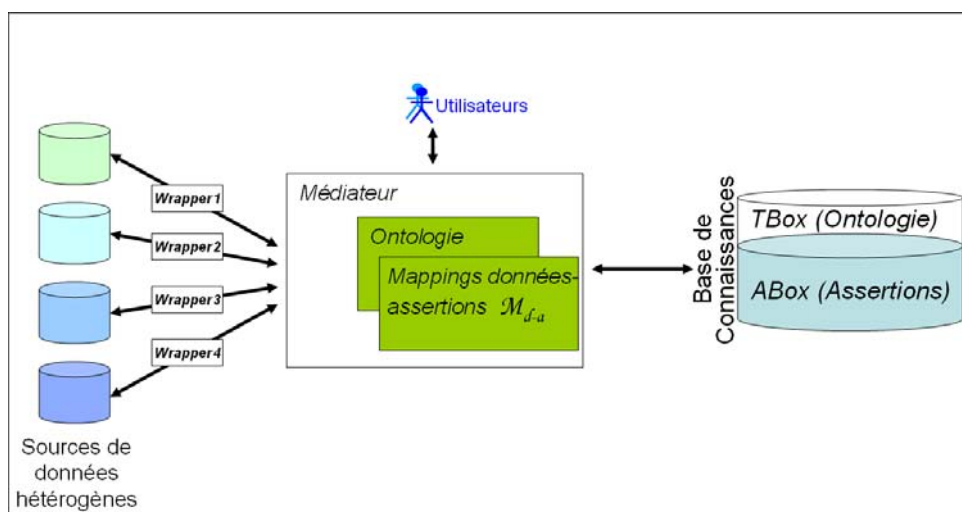 Utilisateurs
Wrapper1
Wrapper2
Wrapper3
Wrapper4
Sources de
données
hétérogènes
Médiateur
Ontologie
Mappings données-
assertions M d-a
Base de
Connaissances
TBox (Ontologie)
ABox (Assertions)